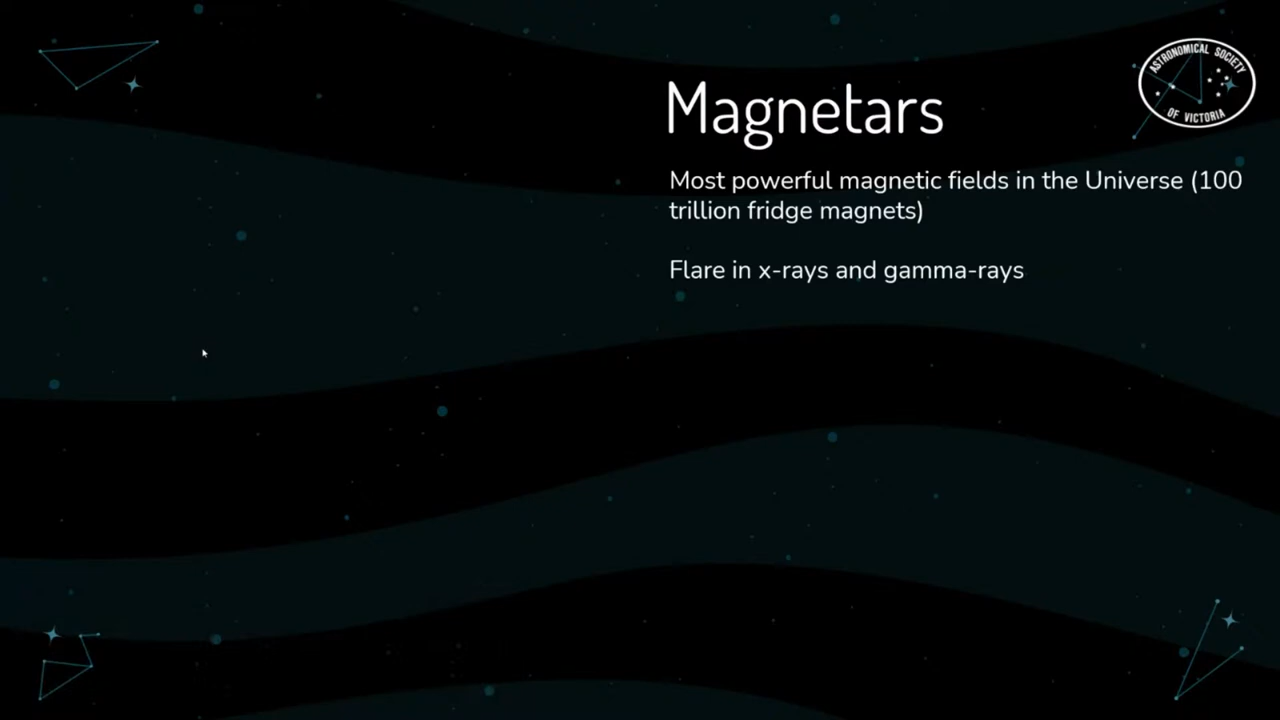 ASTRONOMICAL SOCIETY
OF VICTORIA
Magnetars
Most powerful magnetic fields in the Universe (100
trillion fridge magnets)
Flare in x-rays and gamma-rays